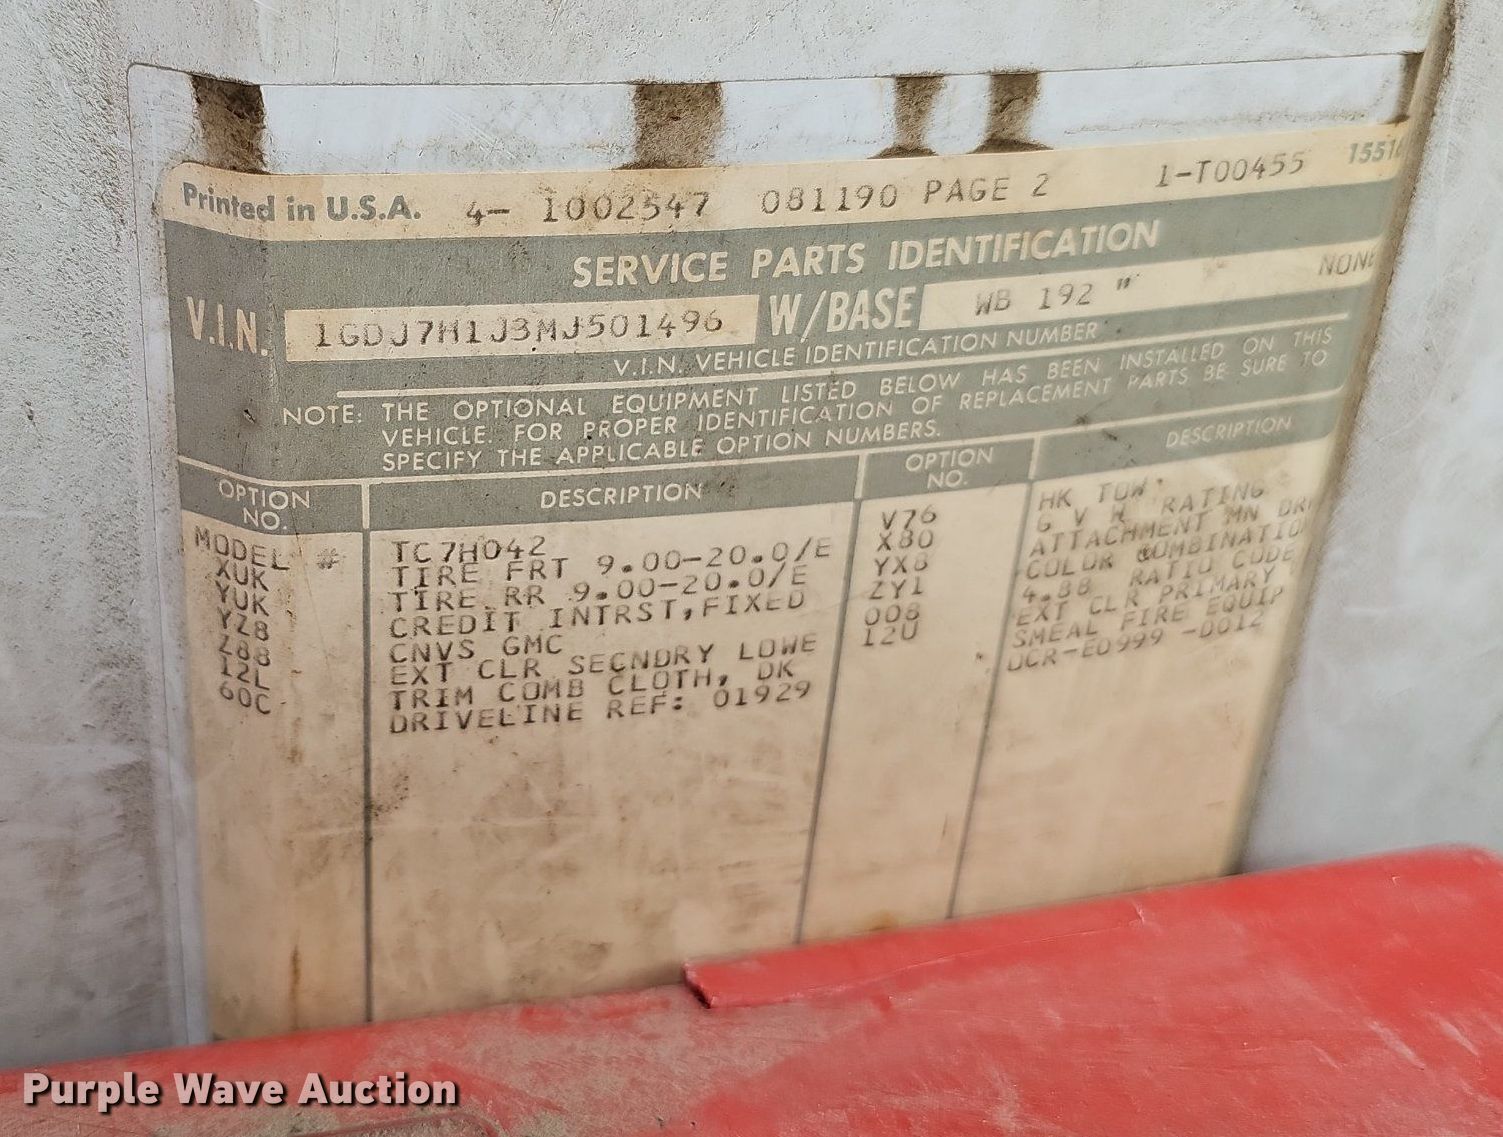 Printed in U.S.A. 4- 1002547 081190 PAGE 2 1-T00455
SERVICE PARTS IDENTIFICATION
V.I.N. 1GDJ7H1J3MJ501496 W/BASE WB 192 "
V.I.N. VEHICLE IDENTIFICATION NUMBER
NOTE: THE OPTIONAL EQUIPMENT LISTED BELOW HAS BEEN INSTALLED ON THIS
VEHICLE. FOR PROPER IDENTIFICATION OF REPLACEMENT PARTS BE SURE TO
SPECIFY THE APPLICABLE OPTION NUMBERS.
OPTION NO. DESCRIPTION
MODEL # TC7H042
XUK TIRE FRT 9.00-20.0/E
YUK TIRE RR 9.00-20.0/E
YZ8 CREDIT INTRST,FIXED
Z88 CNVS GMC
12L EXT CLR SECNDRY LOWE
60C TRIM COMB CLOTH, DK
DRIVELINE REF: 01929
OPTION NO. DESCRIPTION
V76 HK TOW
X80 G V W RATING
YX8 ATTACHMENT MN
ZY1 COLOR COMBINATIO
008 4.88 RATIO CODE
12U EXT CLR PRIMARY
SMEAL FIRE EQUIP
OCR-E0999 -D012
Purple Wave Auction